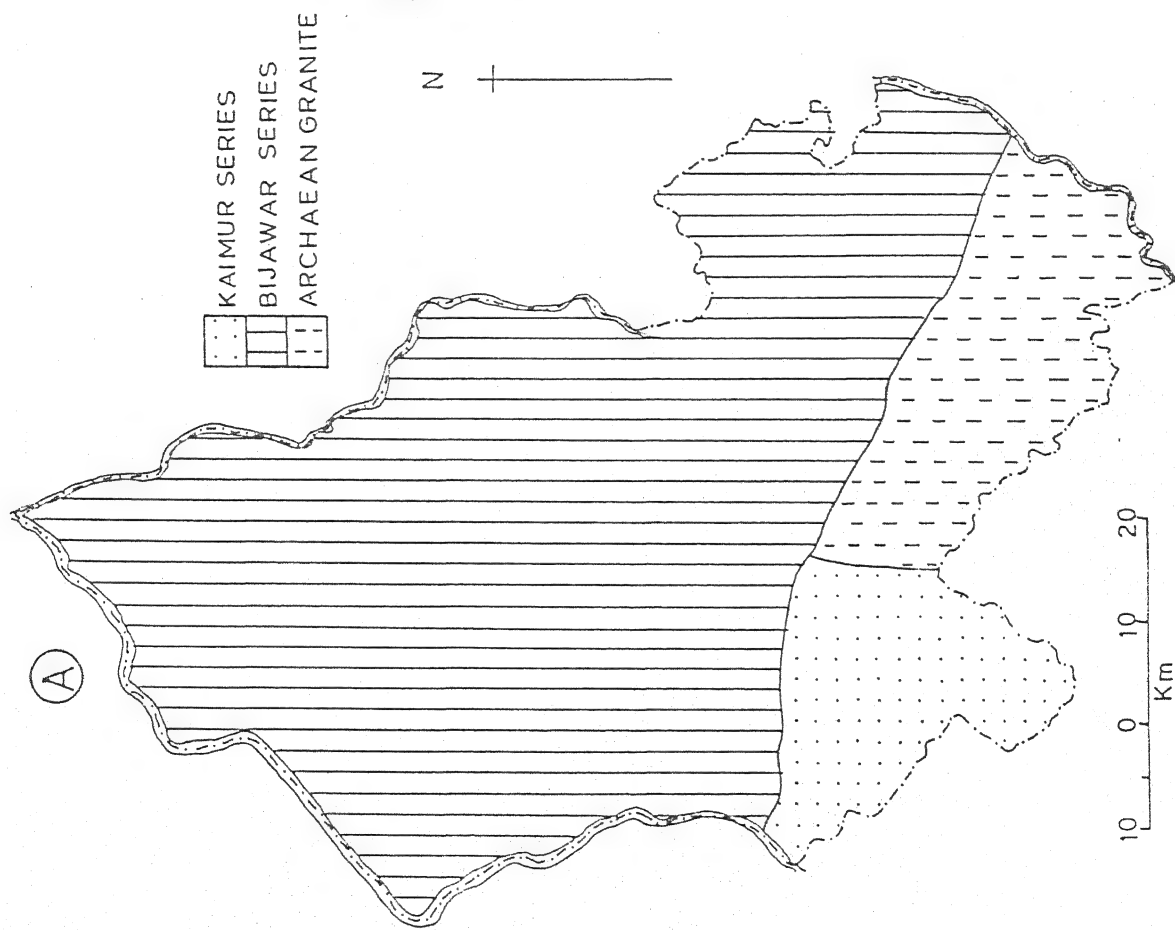 A
KAIMUR SERIES
BIJAWAR SERIES
ARCHAEAN GRANITE
N
10 0 10 20
Km